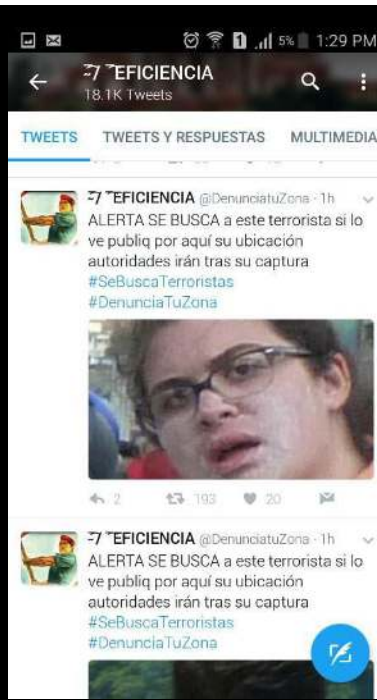 1 5% 1:29 PM
EFICIENCIA
18.1K Tweets
TWEETS TWEETS Y RESPUESTAS MULTIMEDIA
EFICIENCIA @DenunciatuZona · 1h
ALERTA SE BUSCA a este terrorista si lo
ve publiq por aquí su ubicación
autoridades irán tras su captura
#SeBuscaTerroristas
#DenunciaTuZona
2 193 20
EFICIENCIA @DenunciatuZona · 1h
ALERTA SE BUSCA a este terrorista si lo
ve publiq por aquí su ubicación
autoridades irán tras su captura
#SeBuscaTerroristas
#DenunciaTuZona